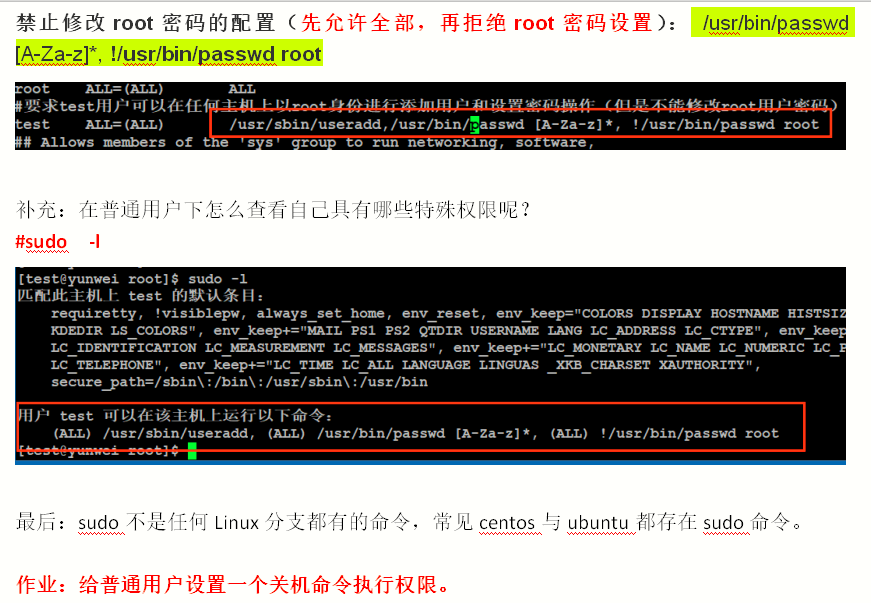 禁止修改 root 密码的配置（先允许全部，再拒绝 root 密码设置）： /usr/bin/passwd
[A-Za-z]*, !/usr/bin/passwd root
root    ALL=(ALL)       ALL
#要求test用户可以在任何主机上以root身份进行添加用户和设置密码操作（但是不能修改root用户密码）
test    ALL=(ALL)       /usr/sbin/useradd,/usr/bin/passwd [A-Za-z]*, !/usr/bin/passwd root
## Allows members of the 'sys' group to run networking, software,
补充：在普通用户下怎么查看自己具有哪些特殊权限呢？
#sudo   -l
[test@yunwei root]$ sudo -l
匹配此主机上 test 的默认条目：
requiretty, !visiblepw, always_set_home, env_reset, env_keep="COLORS DISPLAY HOSTNAME HISTSIZ
KDEDIR LS_COLORS", env_keep+="MAIL PS1 PS2 QTDIR USERNAME LANG LC_ADDRESS LC_CTYPE", env_keep
LC_IDENTIFICATION LC_MEASUREMENT LC_MESSAGES", env_keep+="LC_MONETARY LC_NAME LC_NUMERIC LC_P
LC_TELEPHONE", env_keep+="LC_TIME LC_ALL LANGUAGE LINGUAS _XKB_CHARSET XAUTHORITY",
secure_path=/sbin\:/bin\:/usr/sbin\:/usr/bin
用户 test 可以在该主机上运行以下命令：
(ALL) /usr/sbin/useradd, (ALL) /usr/bin/passwd [A-Za-z]*, (ALL) !/usr/bin/passwd root
[test@yunwei root]$
最后：sudo 不是任何 Linux 分支都有的命令，常见 centos 与 ubuntu 都存在 sudo 命令。
作业：给普通用户设置一个关机命令执行权限。